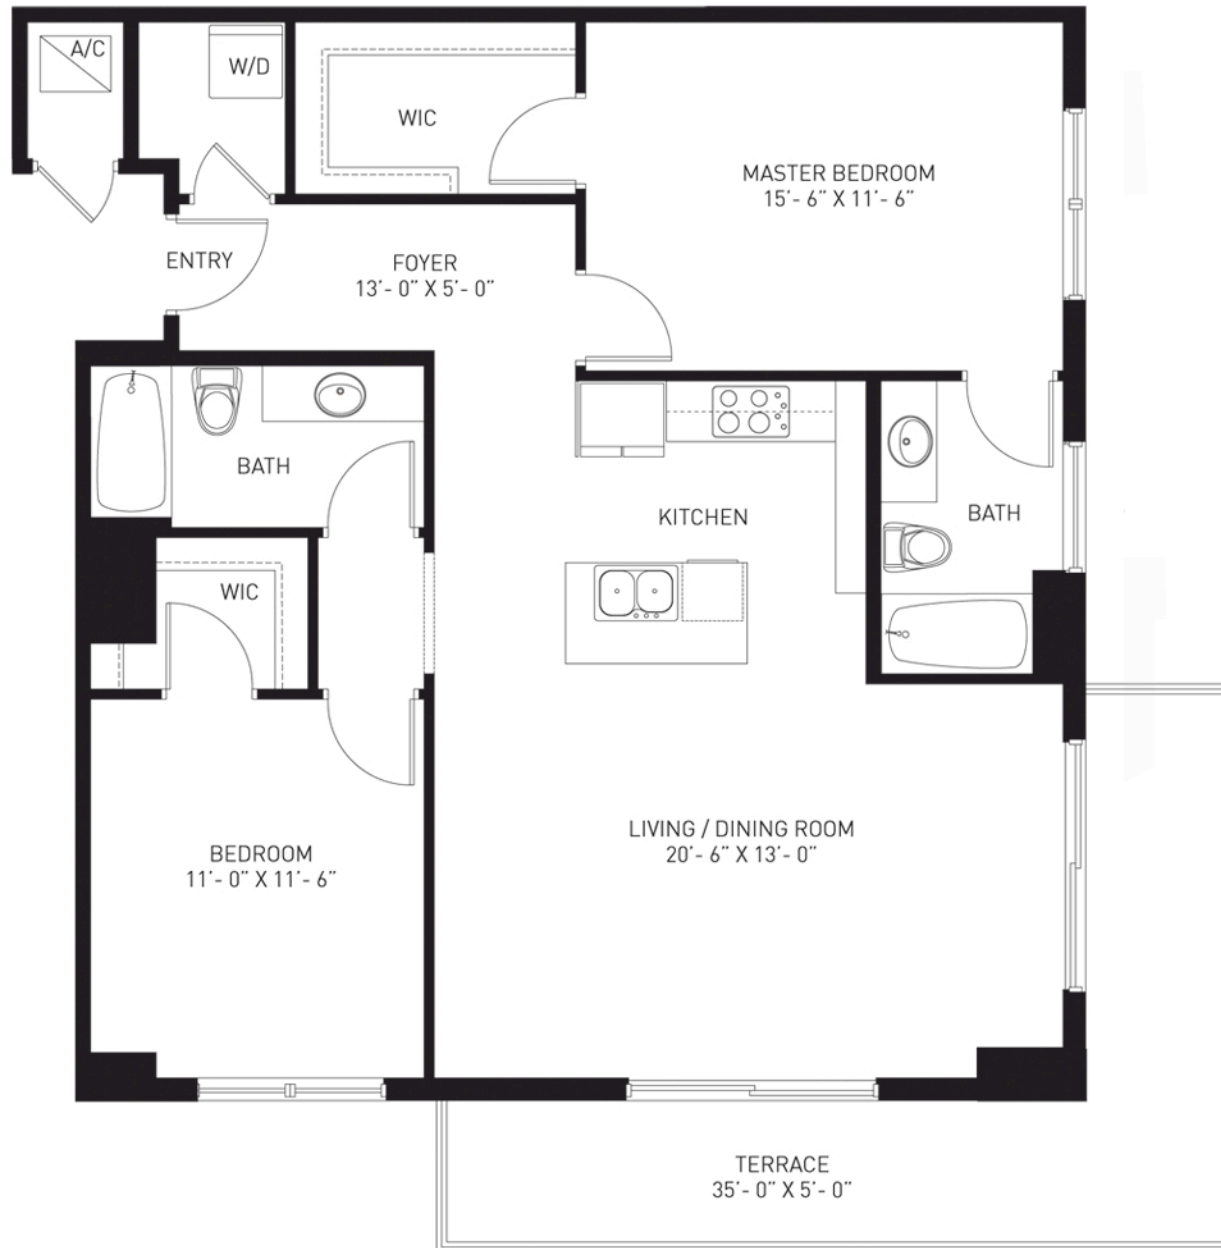 A/C
W/D
WIC
MASTER BEDROOM
15'- 6” X 11'- 6”
ENTRY
FOYER
13'- 0” X 5'- 0”
BATH
KITCHEN
BATH
WIC
LIVING / DINING ROOM
20'- 6” X 13'- 0”
BEDROOM
11'- 0” X 11'- 6”
TERRACE
35'- 0” X 5'- 0”